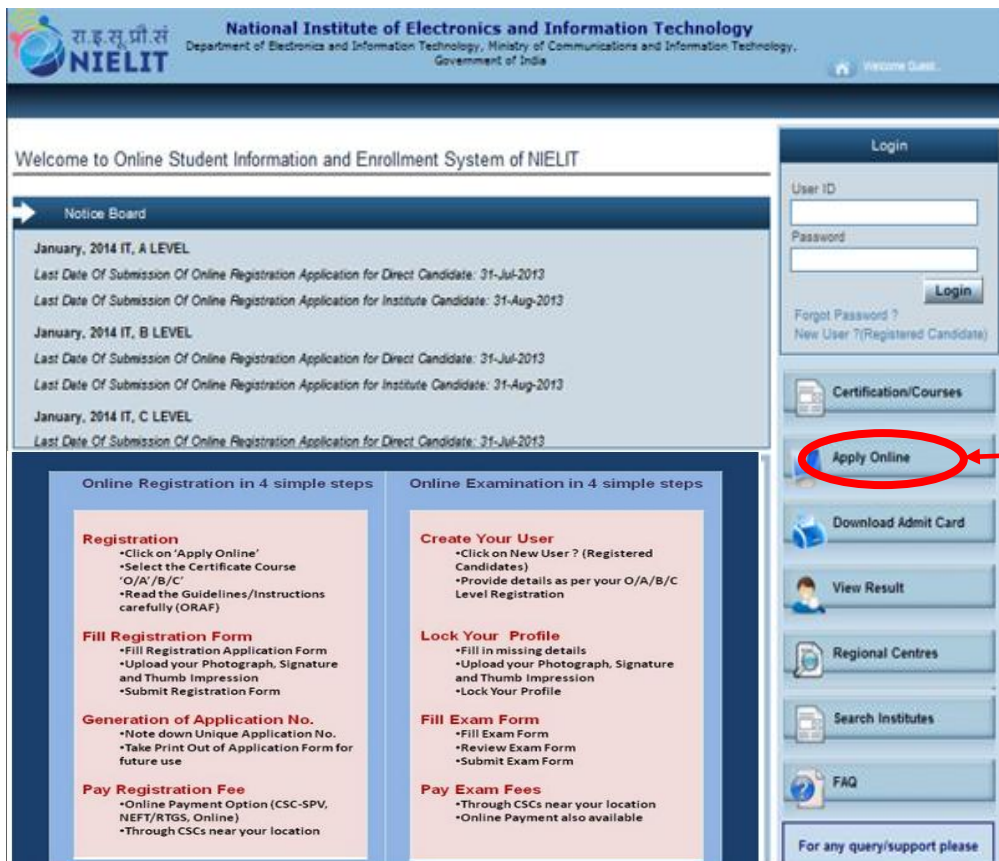 रा.इ.सू.प्रौ.सं
NIELIT
National Institute of Electronics and Information Technology
Department of Electronics and Information Technology, Ministry of Communications and Information Technology,
Government of India
Welcome Guest..
Welcome to Online Student Information and Enrollment System of NIELIT
Notice Board
January, 2014 IT, A LEVEL
Last Date Of Submission Of Online Registration Application for Direct Candidate: 31-Jul-2013
Last Date Of Submission Of Online Registration Application for Institute Candidate: 31-Aug-2013
January, 2014 IT, B LEVEL
Last Date Of Submission Of Online Registration Application for Direct Candidate: 31-Jul-2013
Last Date Of Submission Of Online Registration Application for Institute Candidate: 31-Aug-2013
January, 2014 IT, C LEVEL
Last Date Of Submission Of Online Registration Application for Direct Candidate: 31-Jul-2013
Online Registration in 4 simple steps
Registration
•Click on 'Apply Online'
•Select the Certificate Course
'O/A'/B/C'
•Read the Guidelines/Instructions
carefully (ORAF)
Fill Registration Form
•Fill Registration Application Form
•Upload your Photograph, Signature
and Thumb Impression
•Submit Registration Form
Generation of Application No.
•Note down Unique Application No.
•Take Print Out of Application Form for
future use
Pay Registration Fee
•Online Payment Option (CSC-SPV,
NEFT/RTGS, Online)
•Through CSCs near your location
Online Examination in 4 simple steps
Create Your User
•Click on New User ? (Registered
Candidates)
•Provide details as per your O/A/B/C
Level Registration
Lock Your Profile
•Fill in missing details
•Upload your Photograph, Signature
and Thumb Impression
•Lock Your Profile
Fill Exam Form
•Fill Exam Form
•Review Exam Form
•Submit Exam Form
Pay Exam Fees
•Through CSCs near your location
•Online Payment also available
Login
User ID
Password
Login
Forgot Password ?
New User ?(Registered Candidate)
Certification/Courses
Apply Online
Download Admit Card
View Result
Regional Centres
Search Institutes
FAQ
For any query/support please